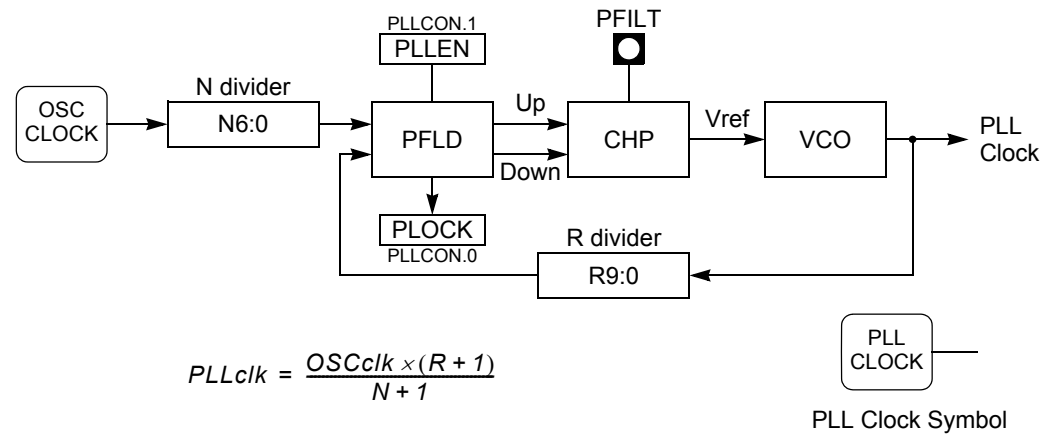 PLLCON.1
PLLEN
PFILT
OSC
CLOCK
N divider
N6:0
PFLD
Up
Down
CHP
Vref
VCO
PLL
Clock
PLOCK
PLLCON.0
R divider
R9:0
PLLclk = OSCclk × (R + 1)
N + 1
PLL
CLOCK
PLL Clock Symbol